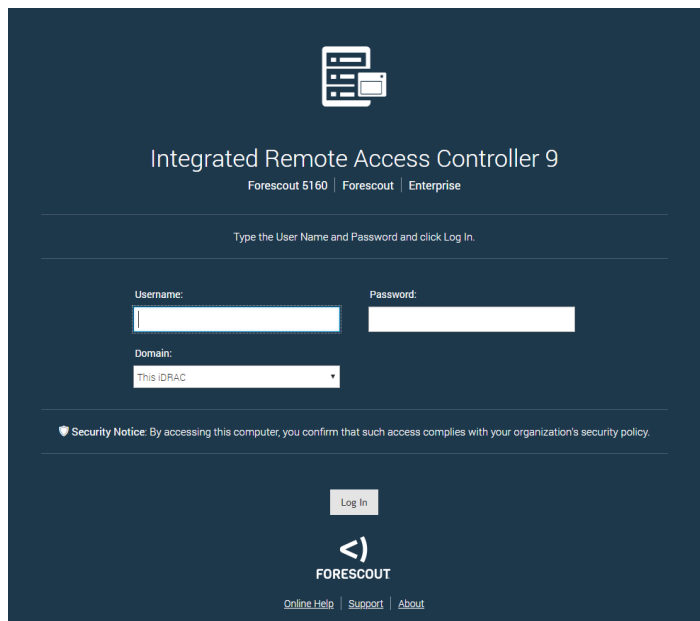 Integrated Remote Access Controller 9
Forescout 5160 | Forescout | Enterprise
Type the User Name and Password and click Log In.
Username: Password:
Domain:
This iDRAC
Security Notice: By accessing this computer, you confirm that such access complies with your organization's security policy.
Log In
<)
FORESCOUT
Online Help | Support | About